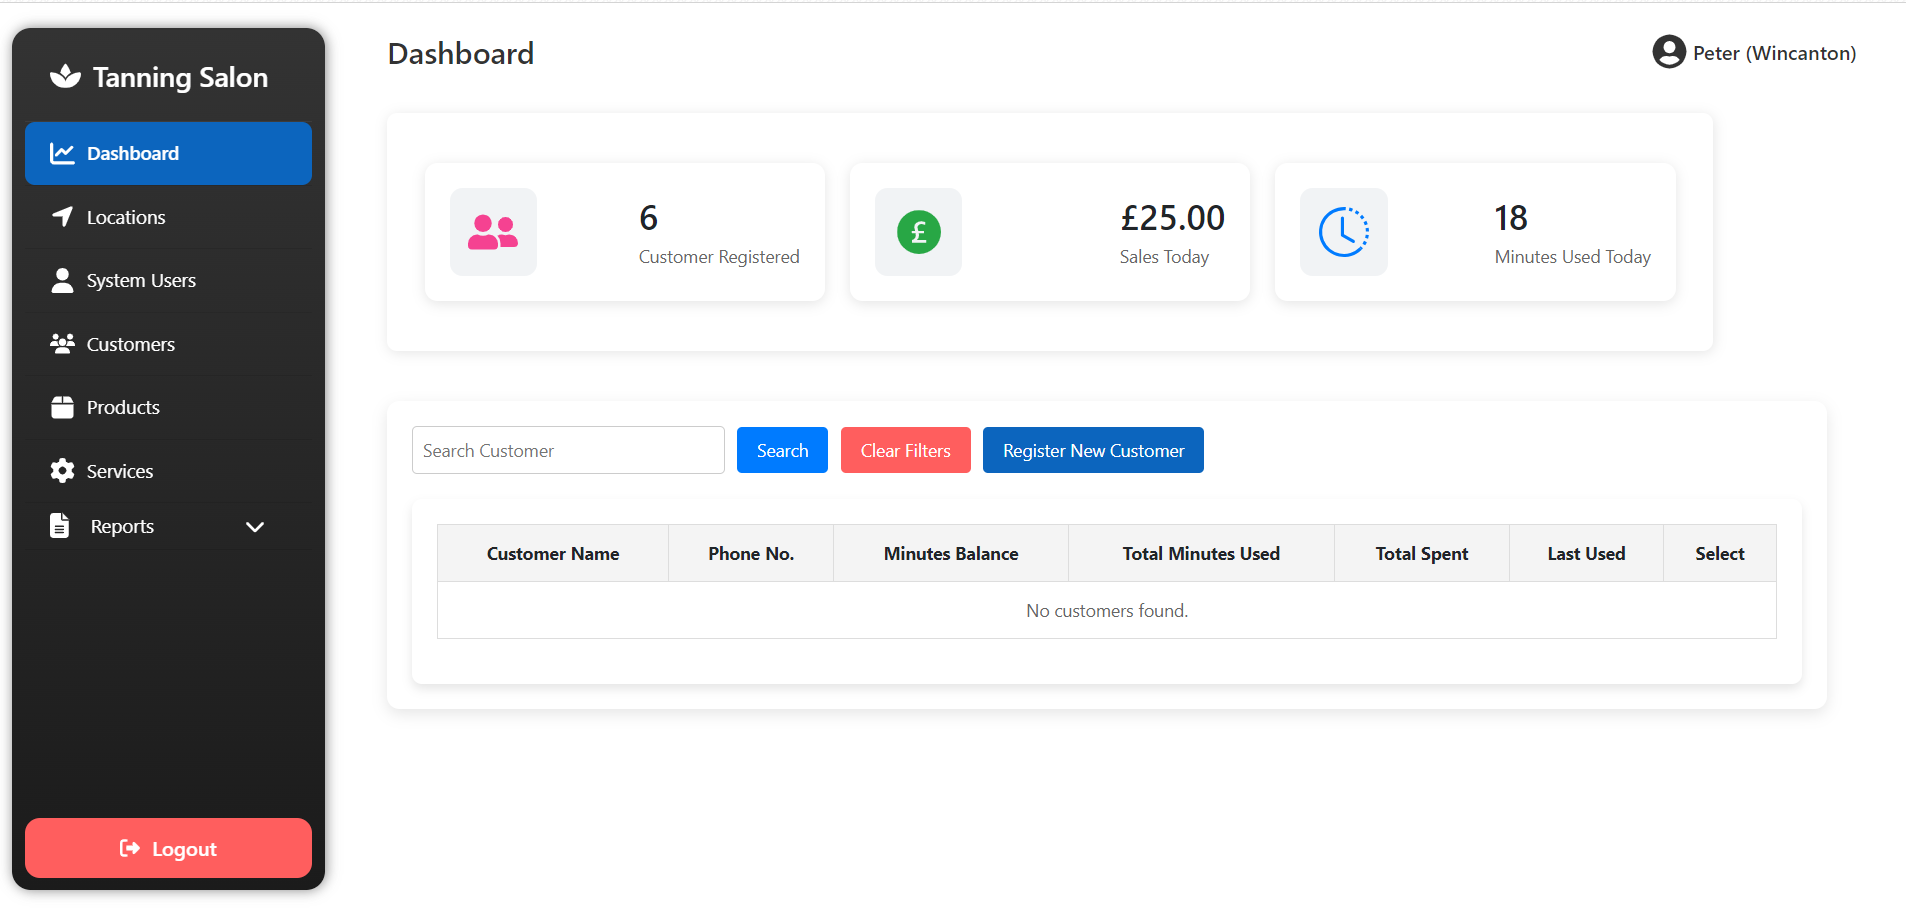 Tanning Salon
Dashboard
Locations
System Users
Customers
Products
Services
Reports
Logout
Dashboard
Peter (Wincanton)
6
Customer Registered
£
£25.00
Sales Today
18
Minutes Used Today
Search Customer
Search
Clear Filters
Register New Customer
Customer Name Phone No. Minutes Balance Total Minutes Used Total Spent Last Used Select
No customers found.